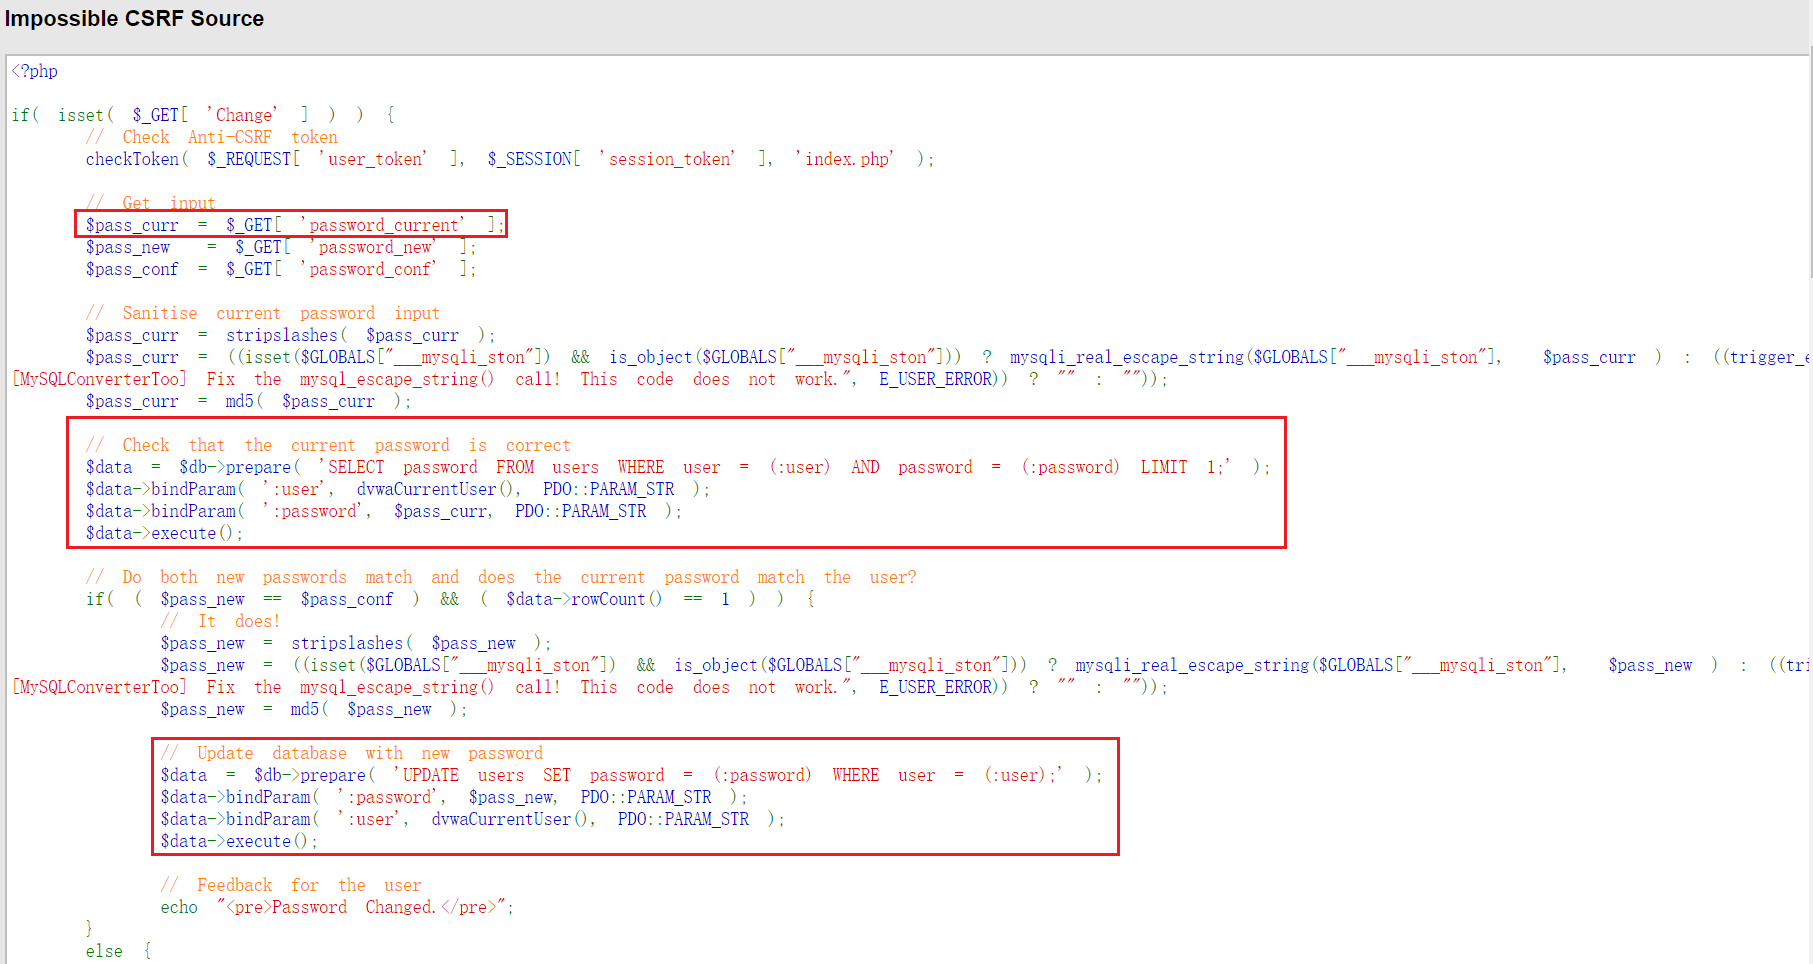 Impossible CSRF Source
<?php
if( isset( $_GET[ 'Change' ] ) ) {
// Check Anti-CSRF token
checkToken( $_REQUEST[ 'user_token' ], $_SESSION[ 'session_token' ], 'index.php' );
// Get input
$pass_curr = $_GET[ 'password_current' ];
$pass_new = $_GET[ 'password_new' ];
$pass_conf = $_GET[ 'password_conf' ];
// Sanitise current password input
$pass_curr = stripslashes( $pass_curr );
$pass_curr = ((isset($GLOBALS["___mysqli_ston"]) && is_object($GLOBALS["___mysqli_ston"])) ? mysqli_real_escape_string($GLOBALS["___mysqli_ston"], $pass_curr ) : ((trigger_e
[MySQLConverterToo] Fix the mysql_escape_string() call! This code does not work.", E_USER_ERROR)) ? "" : ""));
$pass_curr = md5( $pass_curr );
// Check that the current password is correct
$data = $db->prepare( 'SELECT password FROM users WHERE user = (:user) AND password = (:password) LIMIT 1;' );
$data->bindParam( ':user', dvwaCurrentUser(), PDO::PARAM_STR );
$data->bindParam( ':password', $pass_curr, PDO::PARAM_STR );
$data->execute();
// Do both new passwords match and does the current password match the user?
if( ( $pass_new == $pass_conf ) && ( $data->rowCount() == 1 ) ) {
// It does!
$pass_new = stripslashes( $pass_new );
$pass_new = ((isset($GLOBALS["___mysqli_ston"]) && is_object($GLOBALS["___mysqli_ston"])) ? mysqli_real_escape_string($GLOBALS["___mysqli_ston"], $pass_new ) : ((tri
[MySQLConverterToo] Fix the mysql_escape_string() call! This code does not work.", E_USER_ERROR)) ? "" : ""));
$pass_new = md5( $pass_new );
// Update database with new password
$data = $db->prepare( 'UPDATE users SET password = (:password) WHERE user = (:user);' );
$data->bindParam( ':password', $pass_new, PDO::PARAM_STR );
$data->bindParam( ':user', dvwaCurrentUser(), PDO::PARAM_STR );
$data->execute();
// Feedback for the user
echo "<pre>Password Changed.</pre>";
}
else {